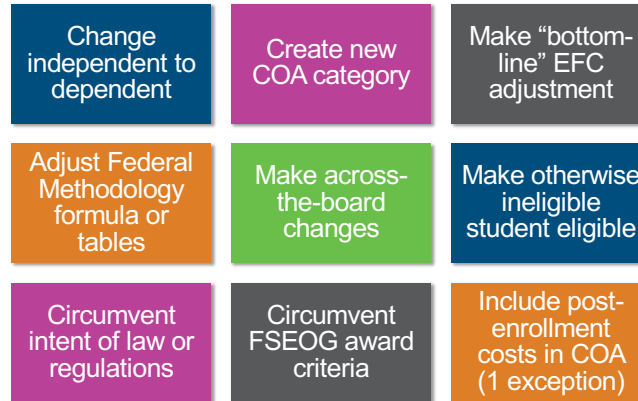 Change
independent to
dependent
Create new
COA category
Make “bottom-
line” EFC
adjustment
Adjust Federal
Methodology
formula or
tables
Make across-
the-board
changes
Make otherwise
ineligible
student eligible
Circumvent
intent of law or
regulations
Circumvent
FSEOG award
criteria
Include post-
enrollment
costs in COA
(1 exception)